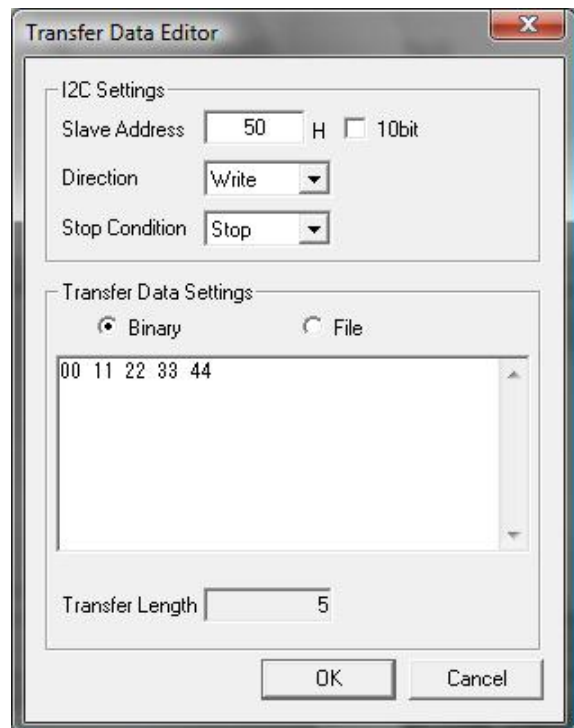 Transfer Data Editor
I2C Settings
Slave Address 50 H 10bit
Direction Write
Stop Condition Stop
Transfer Data Settings
Binary File
00 11 22 33 44
Transfer Length 5
OK Cancel